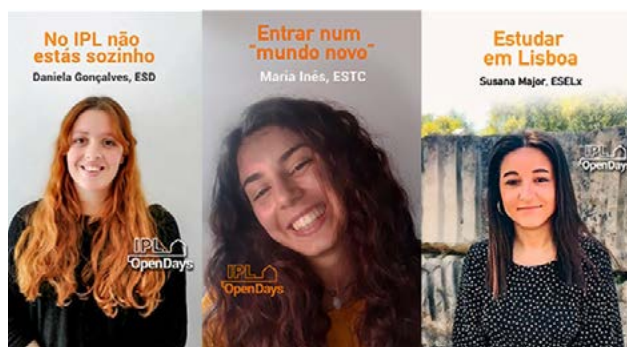 No IPL não
estás sozinho
Daniela Gonçalves, ESD
IPL
OpenDays
Entrar num
"mundo novo"
Maria Inês, ESTC
IPL
OpenDays
Estudar
em Lisboa
Susana Major, ESELx
IPL
OpenDays